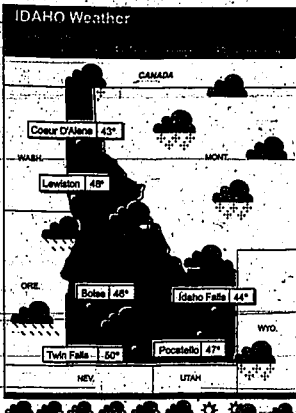 IDAHO Weather
CANADA
Coeur D'Alene 43°
WASH.
MONT.
Lewiston 48°
ORE.
Boise 46°
Idaho Falls 44°
WYO.
Twin Falls 50°
Pocatello 47°
NEV.
UTAH